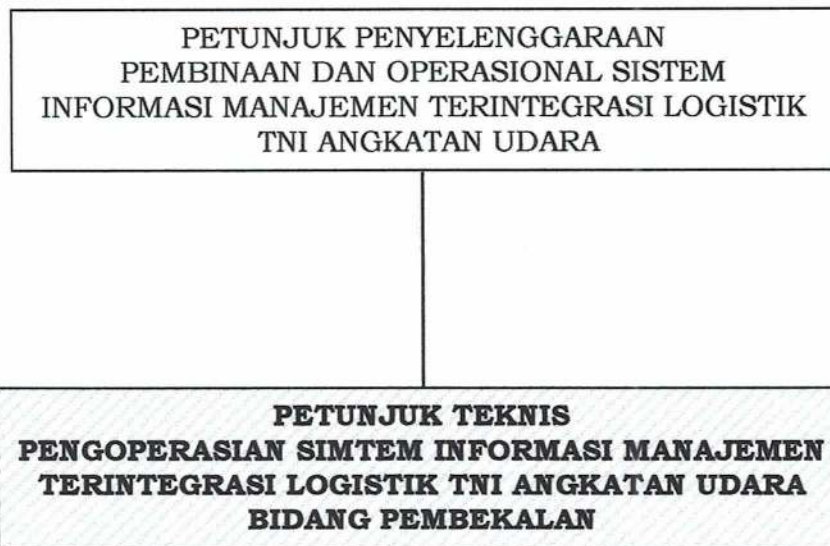 PETUNJUK PENYELENGGARAAN
PEMBINAAN DAN OPERASIONAL SISTEM
INFORMASI MANAJEMEN TERINTEGRASI LOGISTIK
TNI ANGKATAN UDARA
PETUNJUK TEKNIS
PENGOPERASIAN SIMTEM INFORMASI MANAJEMEN
TERINTEGRASI LOGISTIK TNI ANGKATAN UDARA
BIDANG PEMBEKALAN